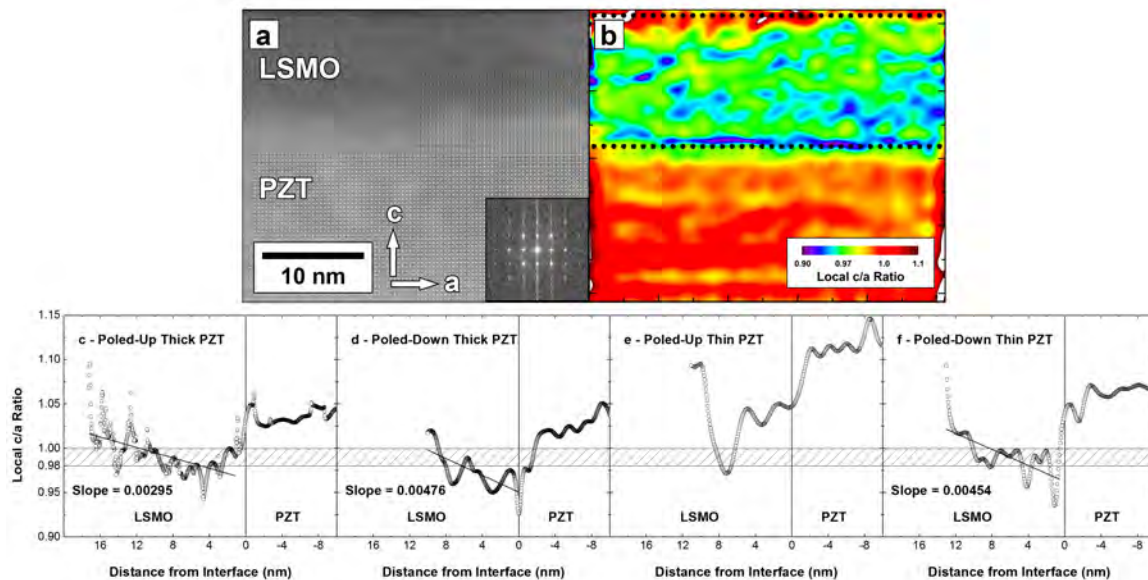 a
LSMO
PZT
c
a
10 nm
b
0.90 0.97 1.0 1.1
Local c/a Ratio
Local c/a Ratio
1.15
1.10
1.05
1.00
0.98
0.95
0.90
c - Poled-Up Thick PZT
Slope = 0.00295
LSMO
PZT
16 12 8 4 0 -4 -8
Distance from Interface (nm)
d - Poled-Down Thick PZT
Slope = 0.00476
LSMO
PZT
16 12 8 4 0 -4 -8
Distance from Interface (nm)
e - Poled-Up Thin PZT
LSMO
PZT
16 12 8 4 0 -4 -8
Distance from Interface (nm)
f - Poled-Down Thin PZT
Slope = 0.00454
LSMO
PZT
16 12 8 4 0 -4 -8
Distance from Interface (nm)